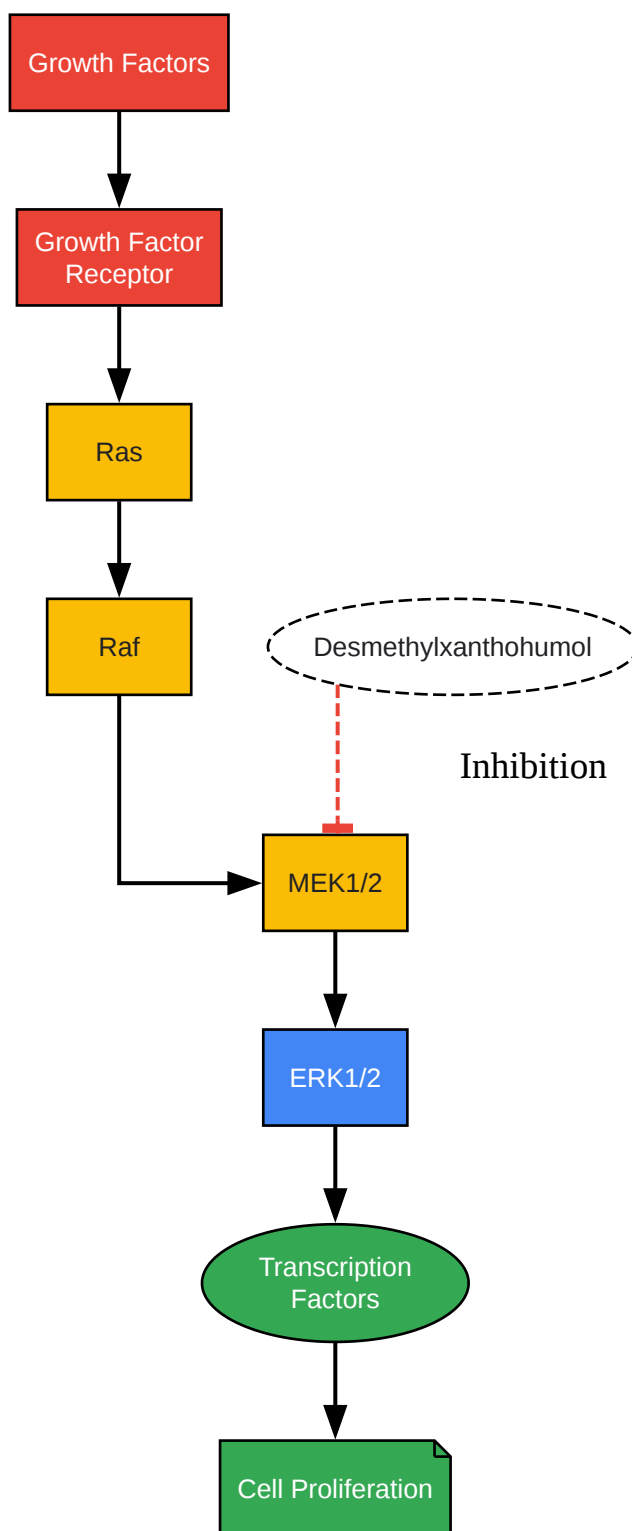 Growth Factors
Growth Factor
Receptor
Ras
Raf
Desmethylxanthohumol
Inhibition
MEK1/2
ERK1/2
Transcription
Factors
Cell Proliferation